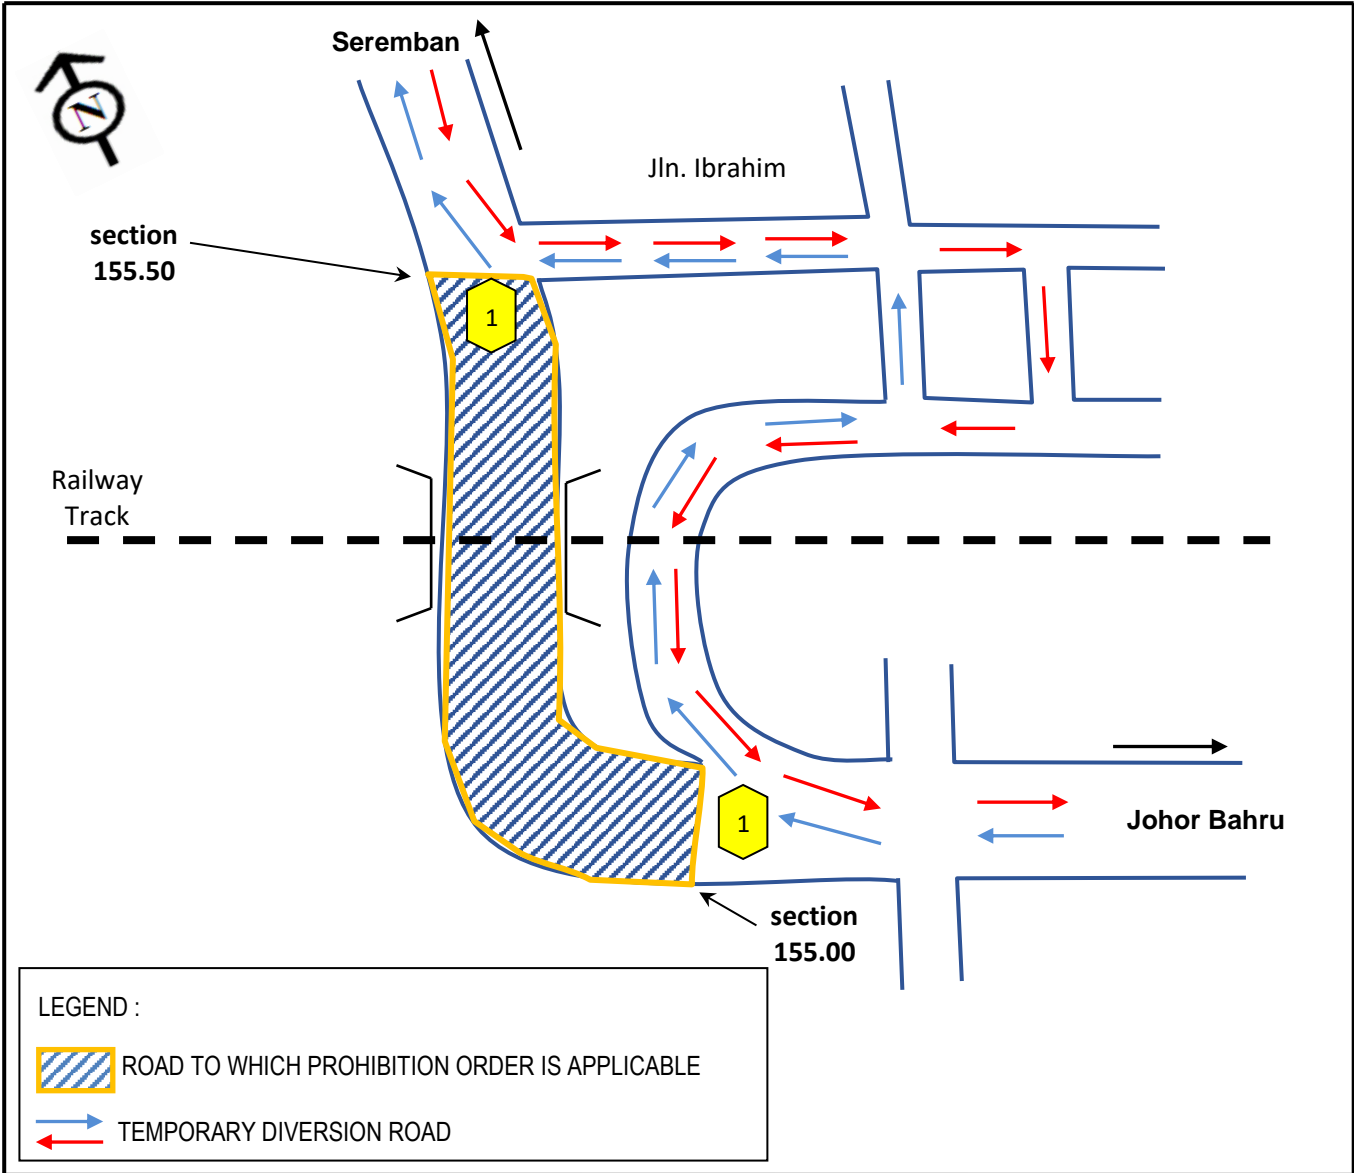 Seremban
N
Jln. Ibrahim
section
155.50
1
Railway
Track
1
Johor Bahru
section
155.00
LEGEND :
ROAD TO WHICH PROHIBITION ORDER IS APPLICABLE
TEMPORARY DIVERSION ROAD